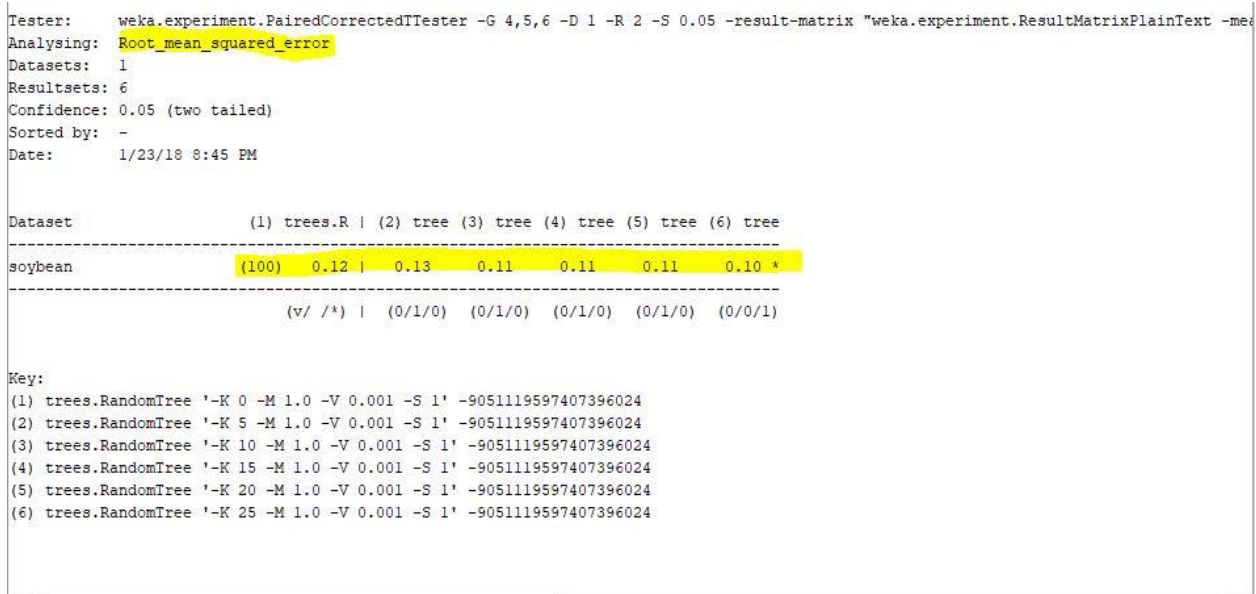 Tester: weka.experiment.PairedCorrectedTTester -G 4,5,6 -D 1 -R 2 -S 0.05 -result-matrix "weka.experiment.ResultMatrixPlainText -mea
Analysing: Root_mean_squared_error
Datasets: 1
Resultsets: 6
Confidence: 0.05 (two tailed)
Sorted by: -
Date: 1/23/18 8:45 PM
Dataset (1) trees.R | (2) tree (3) tree (4) tree (5) tree (6) tree
--------------------------------------------------------------------------------
soybean (100) 0.12 | 0.13 0.11 0.11 0.11 0.10 *
--------------------------------------------------------------------------------
(v/ /*) | (0/1/0) (0/1/0) (0/1/0) (0/1/0) (0/0/1)
Key:
(1) trees.RandomTree '-K 0 -M 1.0 -V 0.001 -S 1' -9051119597407396024
(2) trees.RandomTree '-K 5 -M 1.0 -V 0.001 -S 1' -9051119597407396024
(3) trees.RandomTree '-K 10 -M 1.0 -V 0.001 -S 1' -9051119597407396024
(4) trees.RandomTree '-K 15 -M 1.0 -V 0.001 -S 1' -9051119597407396024
(5) trees.RandomTree '-K 20 -M 1.0 -V 0.001 -S 1' -9051119597407396024
(6) trees.RandomTree '-K 25 -M 1.0 -V 0.001 -S 1' -9051119597407396024